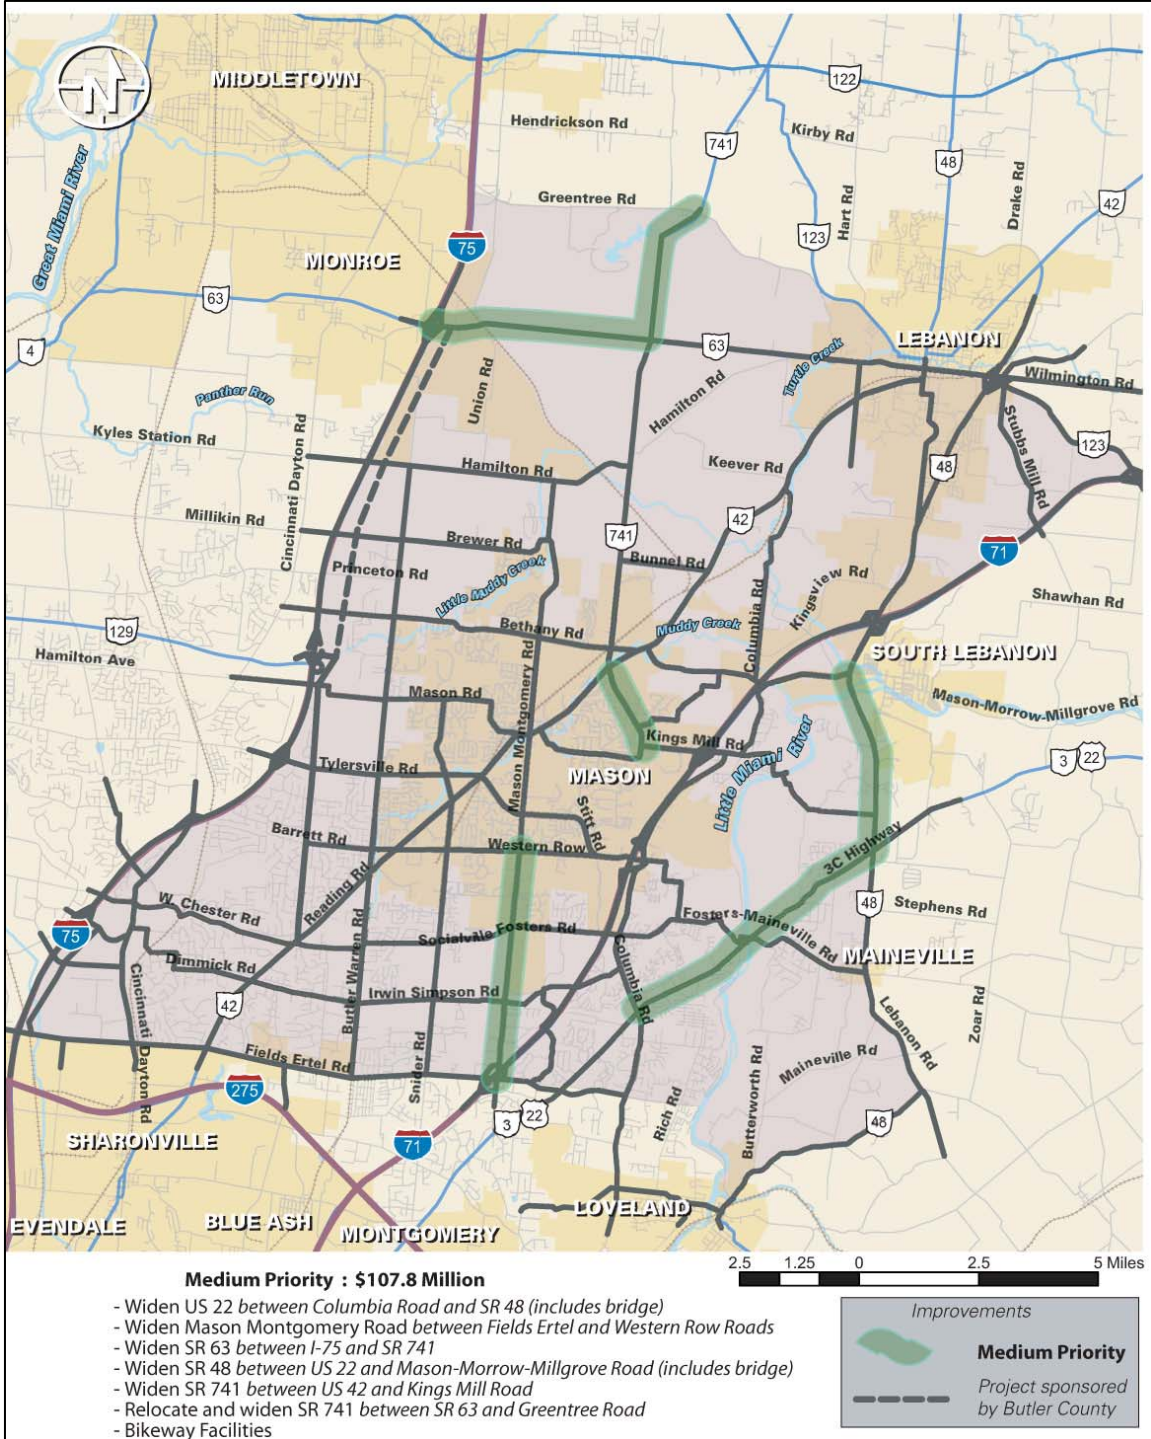 N
MIDDLETOWN
Hendrickson Rd
122
741
Kirby Rd
48
Great Miami River
Greentree Rd
Hart Rd
Drake Rd
42
123
75
MONROE
63
4
63
LEBANON
Turtle Creek
Wilmington Rd
Panther Run
Union Rd
Hamilton Rd
Stubbs Mill Rd
Kyles Station Rd
Cincinnati Dayton Rd
Hamilton Rd
Keever Rd
48
123
Millikin Rd
42
741
Brewer Rd
Bunnel Rd
71
Princeton Rd
Little Muddy Creek
Kingsview Rd
Shawhan Rd
129
Bethany Rd
Muddy Creek
Columbia Rd
Hamilton Ave
SOUTH LEBANON
Mason Rd
Mason Montgomery Rd
Mason-Morrow-Millgrove Rd
Kings Mill Rd
Little Miami River
3
22
Tylersville Rd
MASON
Stitt Rd
Barrett Rd
Western Row
3C Highway
Reading Rd
W. Chester Rd
48
Stephens Rd
Fosters-Maineville Rd
75
Socialville Fosters Rd
MAINEVILLE
Dimmick Rd
Columbia Rd
Cincinnati Dayton Rd
Butler Warren Rd
Irwin Simpson Rd
42
Zoar Rd
Lebanon Rd
Fields Ertel Rd
Snider Rd
Maineville Rd
Butterworth Rd
275
Rich Rd
3
22
48
SHARONVILLE
71
LOVELAND
EVENDALE
BLUE ASH
MONTGOMERY
2.5 1.25 0 2.5 5 Miles
Medium Priority : $107.8 Million
- Widen US 22 between Columbia Road and SR 48 (includes bridge)
- Widen Mason Montgomery Road between Fields Ertel and Western Row Roads
- Widen SR 63 between I-75 and SR 741
- Widen SR 48 between US 22 and Mason-Morrow-Millgrove Road (includes bridge)
- Widen SR 741 between US 42 and Kings Mill Road
- Relocate and widen SR 741 between SR 63 and Greentree Road
- Bikeway Facilities
Improvements
Medium Priority
Project sponsored
by Butler County